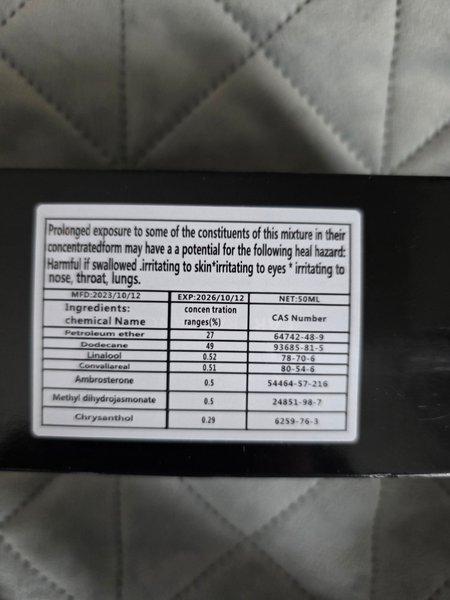 Prolonged exposure to some of the constituents of this mixture in their
concentratedform may have a a potential for the following heal hazard:
Harmful if swallowed .irritating to skin*irritating to eyes * irritating to
nose, throat, lungs.
MFD:2023/10/12 EXP:2026/10/12 NET:50ML
Ingredients:
chemical Name concen tration
ranges(%) CAS Number
Petroleum ether 27 64742-48-9
Dodecane 49 93685-81-5
Linalool 0.52 78-70-6
Convallareal 0.51 80-54-6
Ambrosterone 0.5 54464-57-216
Methyl dihydrojasmonate 0.5 24851-98-7
Chrysanthol 0.29 6259-76-3